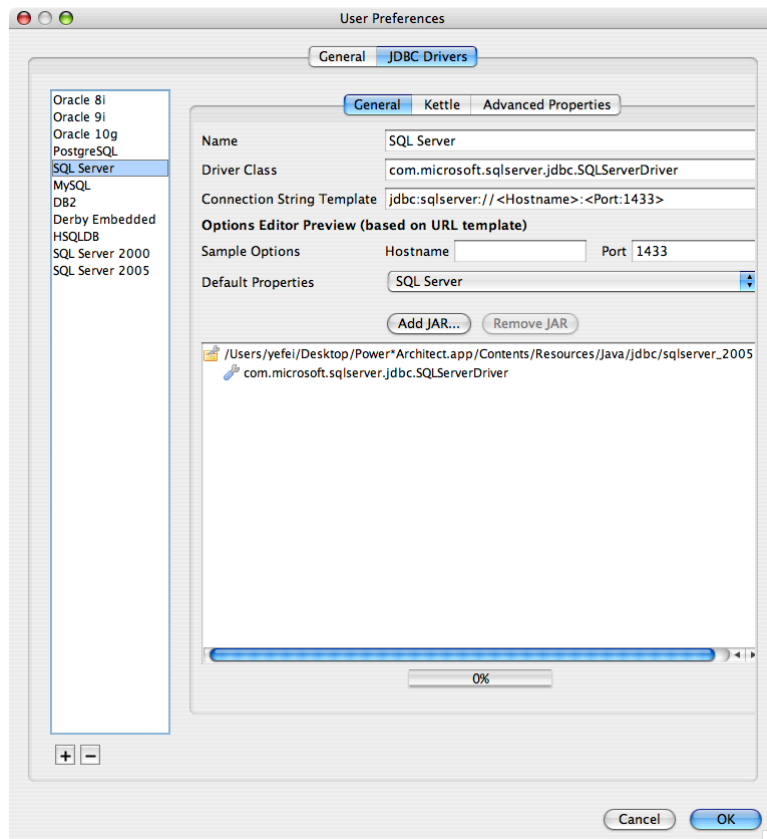 User Preferences
General JDBC Drivers
Oracle 8i
Oracle 9i
Oracle 10g
PostgreSQL
SQL Server
MySQL
DB2
Derby Embedded
HSQLDB
SQL Server 2000
SQL Server 2005
General Kettle Advanced Properties
Name SQL Server
Driver Class com.microsoft.sqlserver.jdbc.SQLServerDriver
Connection String Template jdbc:sqlserver://<Hostname>:<Port:1433>
Options Editor Preview (based on URL template)
Sample Options Hostname Port 1433
Default Properties SQL Server
Add JAR... Remove JAR
/Users/yefei/Desktop/Power*Architect.app/Contents/Resources/Java/jdbc/sqlserver_2005
com.microsoft.sqlserver.jdbc.SQLServerDriver
0%
+ −
Cancel OK